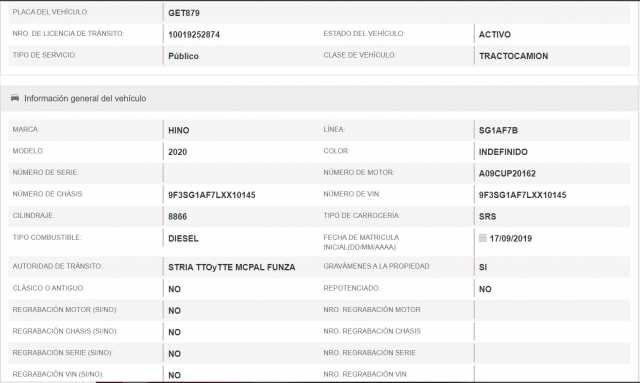 PLACA DEL VEHÍCULO: GET879
NRO. DE LICENCIA DE TRÁNSITO: 10019252874 ESTADO DEL VEHÍCULO: ACTIVO
TIPO DE SERVICIO: Público CLASE DE VEHÍCULO: TRACTOCAMION
Información general del vehículo
MARCA: HINO LÍNEA: SG1AF7B
MODELO: 2020 COLOR: INDEFINIDO
NÚMERO DE SERIE: NÚMERO DE MOTOR: A09CUP20162
NÚMERO DE CHASIS: 9F3SG1AF7LXX10145 NÚMERO DE VIN: 9F3SG1AF7LXX10145
CILINDRAJE: 8866 TIPO DE CARROCERÍA: SRS
TIPO COMBUSTIBLE: DIESEL FECHA DE MATRICULA INICIAL(DD/MM/AAAA): 17/09/2019
AUTORIDAD DE TRÁNSITO: STRIA TTOyTTE MCPAL FUNZA GRAVÁMENES A LA PROPIEDAD: SI
CLÁSICO O ANTIGUO: NO REPOTENCIADO: NO
REGRABACIÓN MOTOR (SI/NO) NO NRO. REGRABACIÓN MOTOR
REGRABACIÓN CHASIS (SI/NO) NO NRO. REGRABACIÓN CHASIS
REGRABACIÓN SERIE (SI/NO) NO NRO. REGRABACIÓN SERIE
REGRABACIÓN VIN (SI/NO) NO NRO. REGRABACIÓN VIN